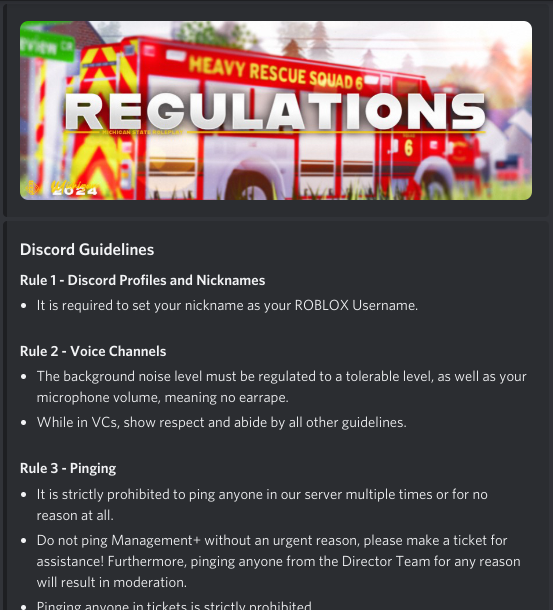 eview CR
HEAVY RESCUE SQUAD 6
REGULATIONS
MICHIGAN STATE ROLEPLAY
6
2024
Discord Guidelines
Rule 1 - Discord Profiles and Nicknames
• It is required to set your nickname as your ROBLOX Username.
Rule 2 - Voice Channels
• The background noise level must be regulated to a tolerable level, as well as your
microphone volume, meaning no earrape.
• While in VCs, show respect and abide by all other guidelines.
Rule 3 - Pinging
• It is strictly prohibited to ping anyone in our server multiple times or for no
reason at all.
• Do not ping Management+ without an urgent reason, please make a ticket for
assistance! Furthermore, pinging anyone from the Director Team for any reason
will result in moderation.
• Pinging anyone in tickets is strictly prohibited